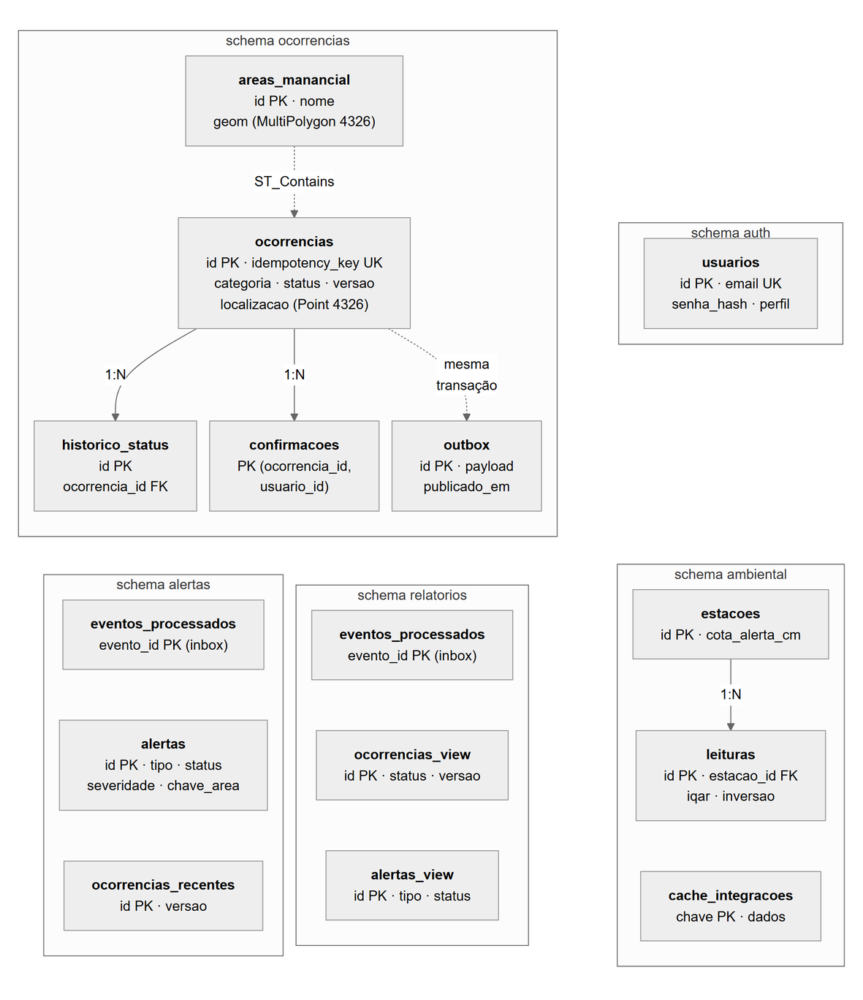 schema ocorrencias
areas_manancial
id PK · nome
geom (MultiPolygon 4326)
ST_Contains
ocorrencias
id PK · idempotency_key UK
categoria · status · versao
localizacao (Point 4326)
1:N
1:N
mesma
transação
historico_status
id PK
ocorrencia_id FK
confirmacoes
PK (ocorrencia_id,
usuario_id)
outbox
id PK · payload
publicado_em
schema auth
usuarios
id PK · email UK
senha_hash · perfil
schema alertas
eventos_processados
evento_id PK (inbox)
alertas
id PK · tipo · status
severidade · chave_area
ocorrencias_recentes
id PK · versao
schema relatorios
eventos_processados
evento_id PK (inbox)
ocorrencias_view
id PK · status · versao
alertas_view
id PK · tipo · status
schema ambiental
estacoes
id PK · cota_alerta_cm
1:N
leituras
id PK · estacao_id FK
iqar · inversao
cache_integracoes
chave PK · dados